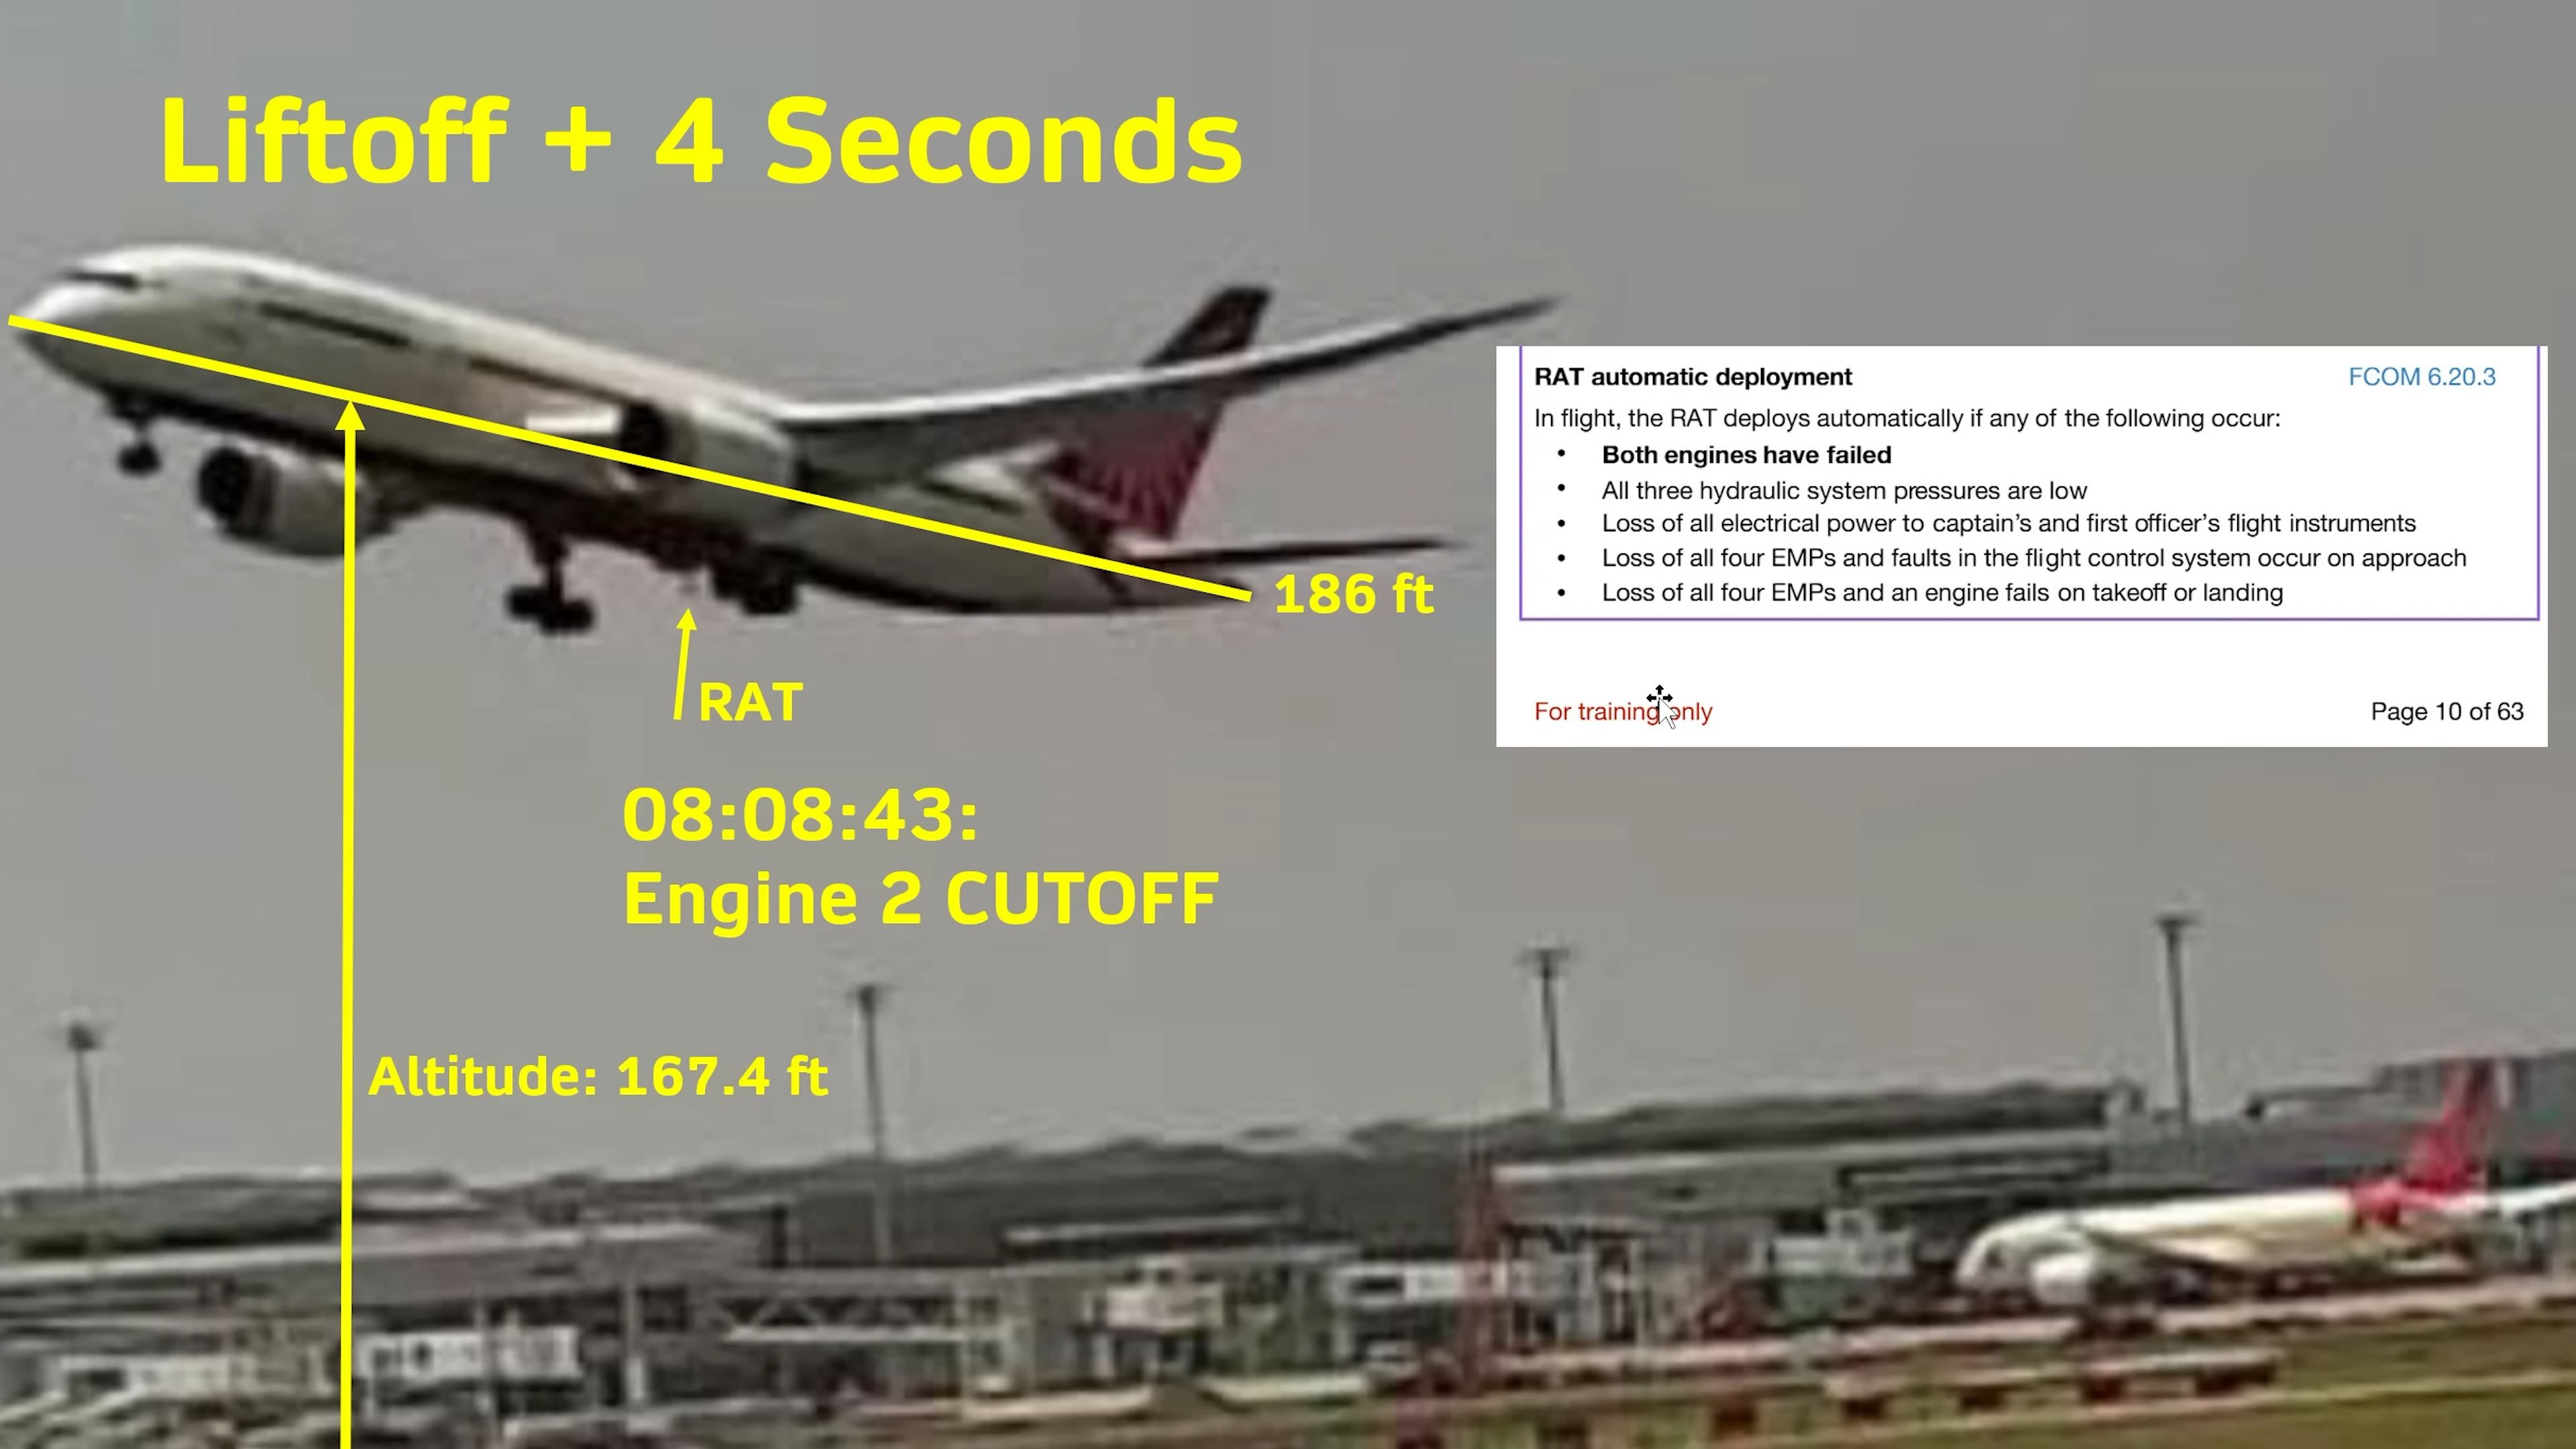 Liftoff + 4 Seconds
RAT automatic deployment FCOM 6.20.3
In flight, the RAT deploys automatically if any of the following occur:
• Both engines have failed
• All three hydraulic system pressures are low
• Loss of all electrical power to captain's and first officer's flight instruments
• Loss of all four EMPs and faults in the flight control system occur on approach
• Loss of all four EMPs and an engine fails on takeoff or landing
186 ft
RAT
For training only Page 10 of 63
08:08:43:
Engine 2 CUTOFF
Altitude: 167.4 ft